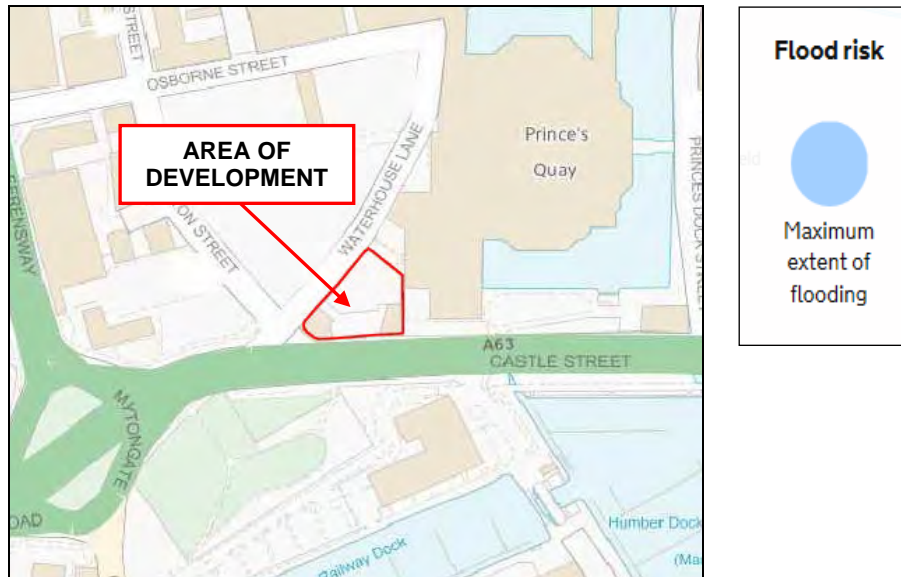 STREET
OSBORNE STREET
AREA OF
DEVELOPMENT
WATERHOUSE LANE
Prince's
Quay
PRINCES DOCK STREET
STREET
A63
CASTLE STREET
MYTONGATE
OAD
Railway Dock
Humber Dock
(Ma
Flood risk
Maximum
extent of
flooding